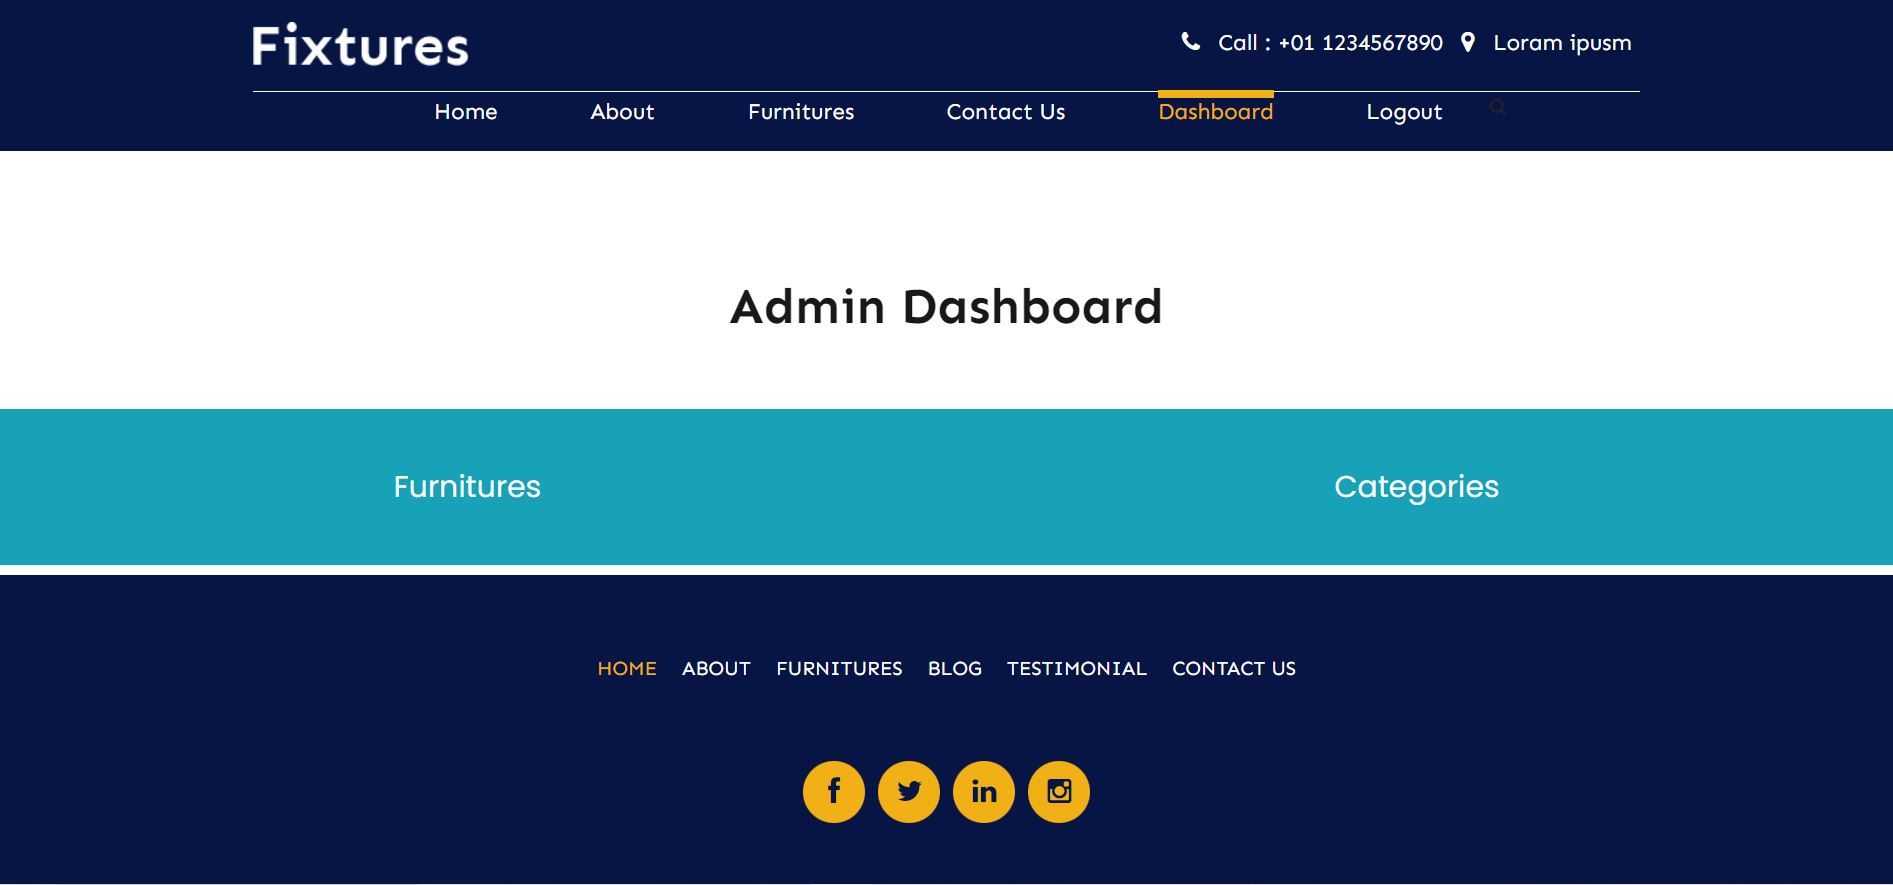 Fixtures
Call : +01 1234567890 Loram ipusm
Home About Furnitures Contact Us Dashboard Logout
Admin Dashboard
Furnitures Categories
HOME ABOUT FURNITURES BLOG TESTIMONIAL CONTACT US